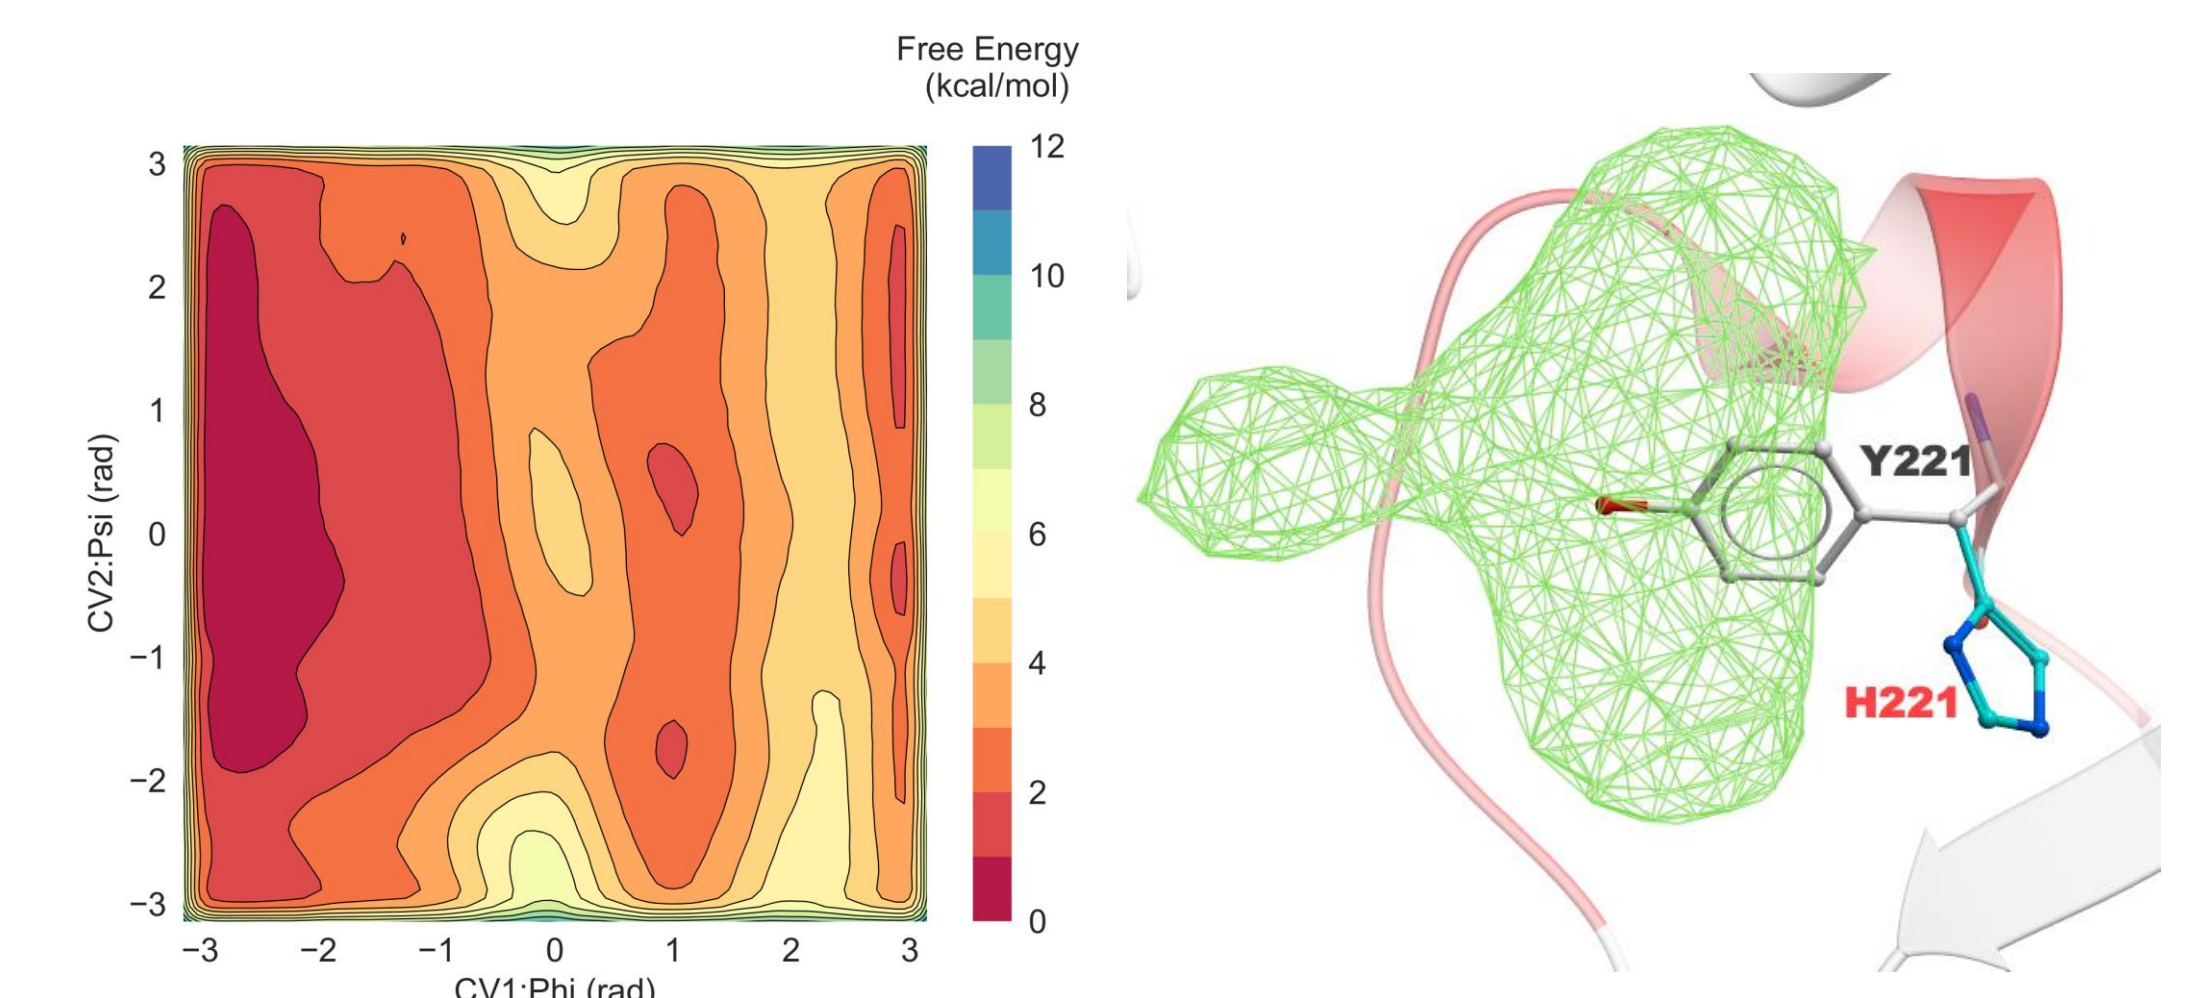 Free Energy
(kcal/mol)
12
10
8
6
4
2
0
3
2
1
0
−1
−2
−3
CV2:Psi (rad)
−3 −2 −1 0 1 2 3
CV1:Phi (rad)
Y221
H221